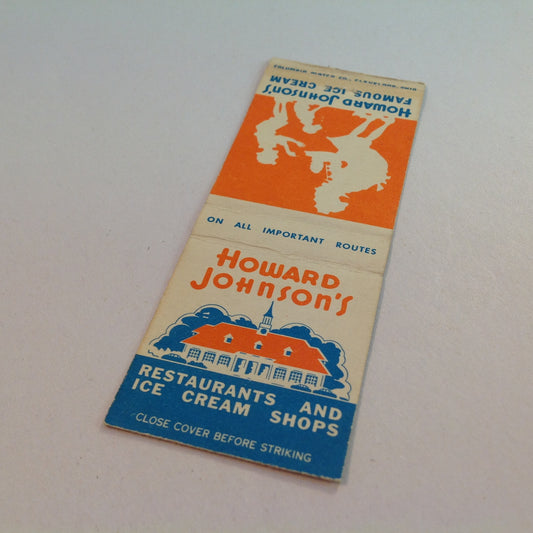 COLUMBIA MATCH CO., CLEVELAND, OHIO
HOWARD JOHNSON'S
FAMOUS ICE CREAM
ON ALL IMPORTANT ROUTES
HOWARD
JOHNSON'S
RESTAURANTS AND
ICE CREAM SHOPS
CLOSE COVER BEFORE STRIKING